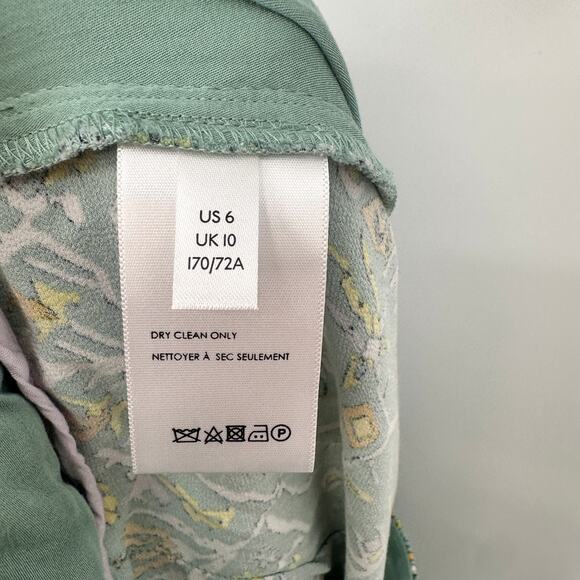 US 6
UK 10
170/72A
DRY CLEAN ONLY
NETTOYER À SEC SEULEMENT
P